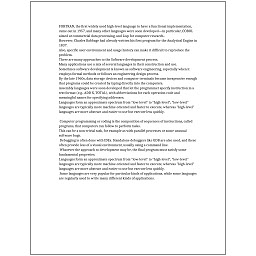 FORTRAN, the first widely used high-level language to have a functional implementation,
came out in 1957, and many other languages were soon developed—in particular, COBOL
aimed at commercial data processing, and Lisp for computer research.
However, Charles Babbage had already written his first program for the Analytical Engine in
1837.
Also, specific user environment and usage history can make it difficult to reproduce the
problem.
There are many approaches to the Software development process.
Many applications use a mix of several languages in their construction and use.
Sometimes software development is known as software engineering, especially when it
employs formal methods or follows an engineering design process.
By the late 1960s, data storage devices and computer terminals became inexpensive enough
that programs could be created by typing directly into the computer.
Assembly languages were soon developed that let the programmer specify instruction in a
text format (e.g., ADD X, TOTAL), with abbreviations for each operation code and
meaningful names for specifying addresses.
Languages form an approximate spectrum from "low-level" to "high-level"; "low-level"
languages are typically more machine-oriented and faster to execute, whereas "high-level"
languages are more abstract and easier to use but execute less quickly.
Computer programming or coding is the composition of sequences of instructions, called
programs, that computers can follow to perform tasks.
This can be a non-trivial task, for example as with parallel processes or some unusual
software bugs.
Debugging is often done with IDEs. Standalone debuggers like GDB are also used, and these
often provide less of a visual environment, usually using a command line.
Whatever the approach to development may be, the final program must satisfy some
fundamental properties.
Languages form an approximate spectrum from "low-level" to "high-level"; "low-level"
languages are typically more machine-oriented and faster to execute, whereas "high-level"
languages are more abstract and easier to use but execute less quickly.
Some languages are very popular for particular kinds of applications, while some languages
are regularly used to write many different kinds of applications.